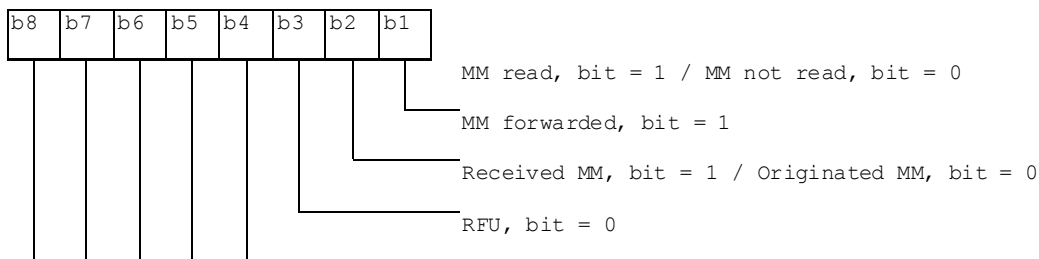 b8 b7 b6 b5 b4 b3 b2 b1
MM read, bit = 1 / MM not read, bit = 0
MM forwarded, bit = 1
Received MM, bit = 1 / Originated MM, bit = 0
RFU, bit = 0